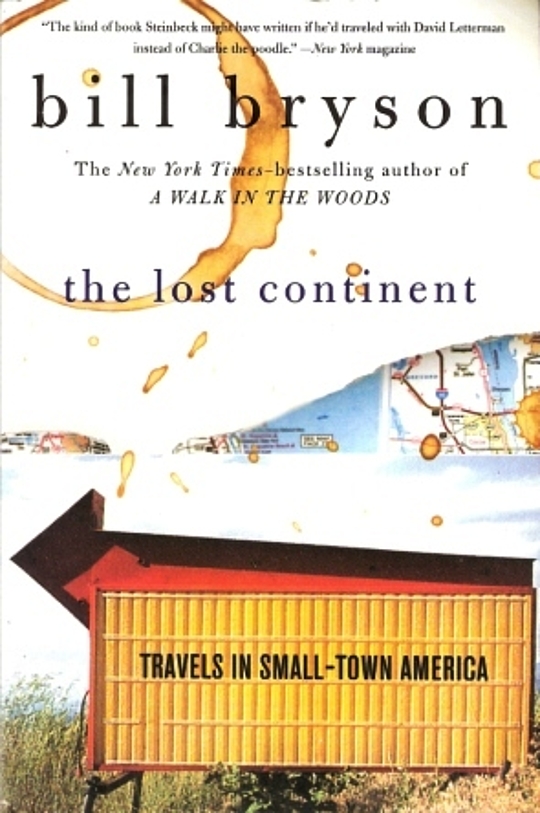 “The kind of book Steinbeck might have written if he’d traveled with David Letterman
instead of Charlie the poodle.” —New York magazine
bill bryson
The New York Times–bestselling author of
A WALK IN THE WOODS
the lost continent
TRAVELS IN SMALL-TOWN AMERICA